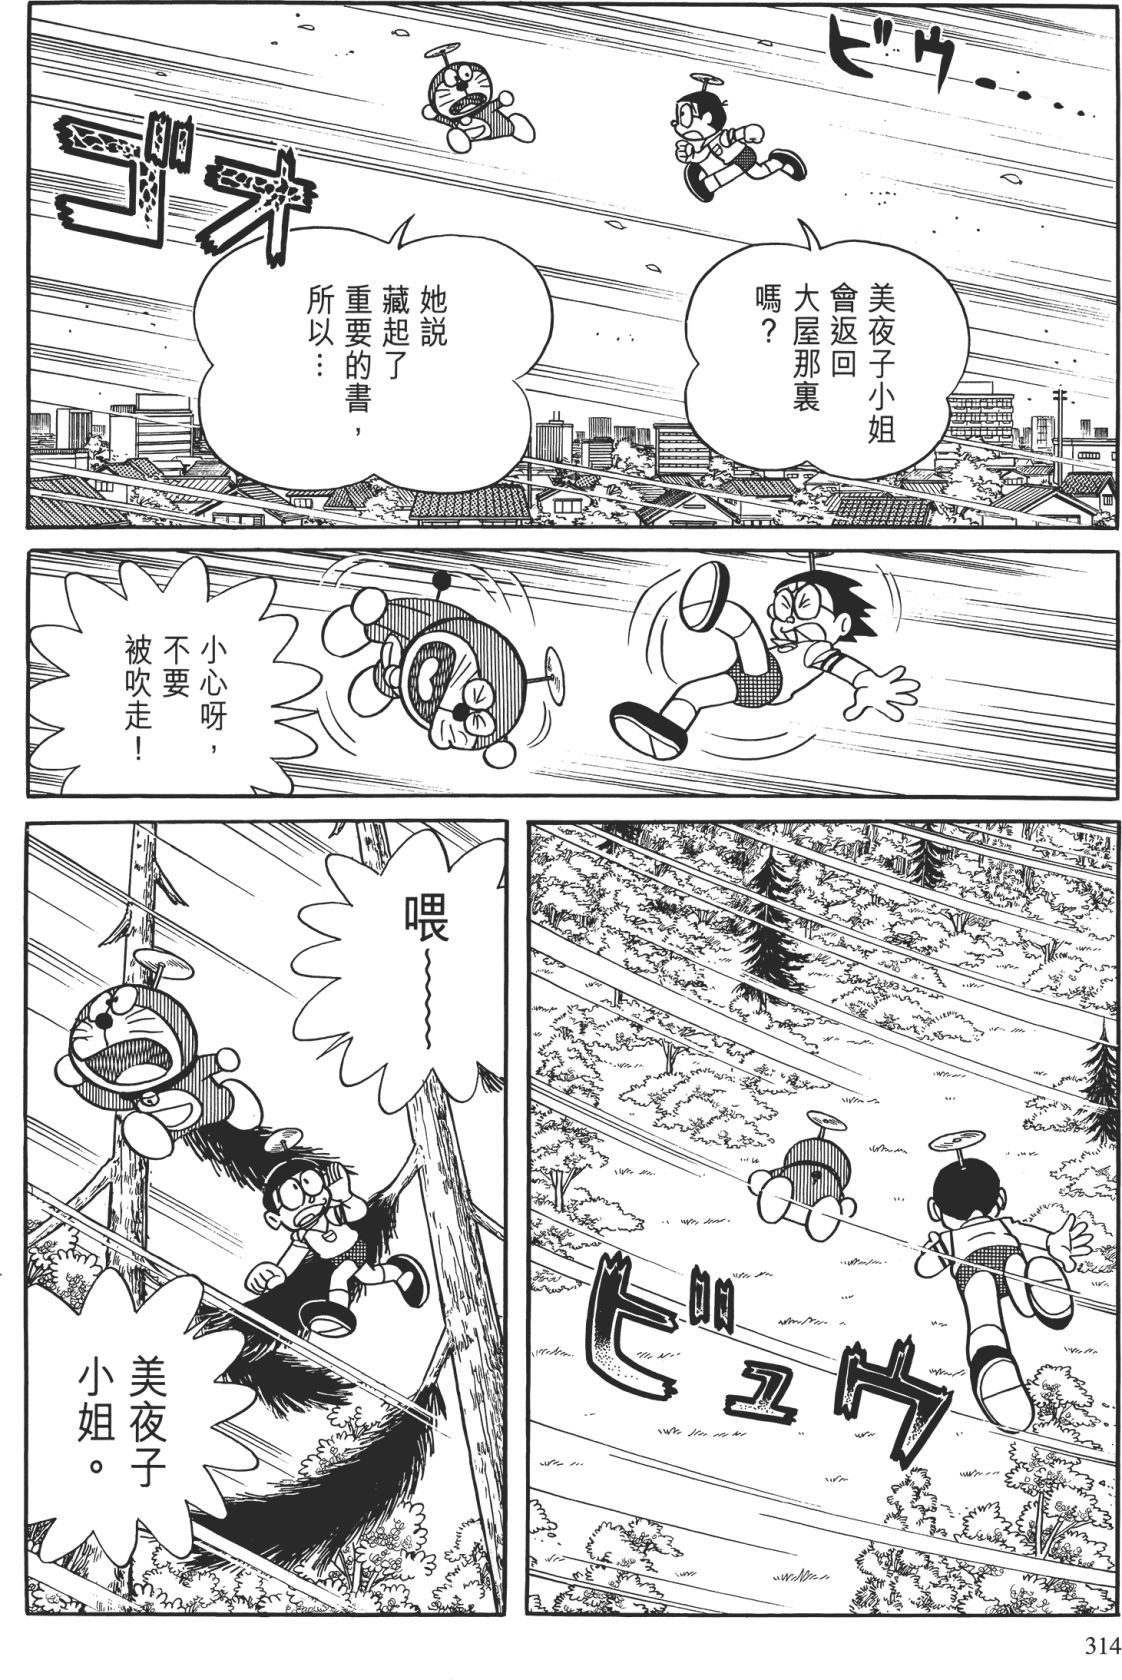 ビウ
美夜子小姐
會返回
大屋那裏
嗎？
ゴオ
她説
藏起了
重要的書，
所以…
小心呀，
不要
被吹走！
ビュウ
喂～
美夜子
小姐。
314